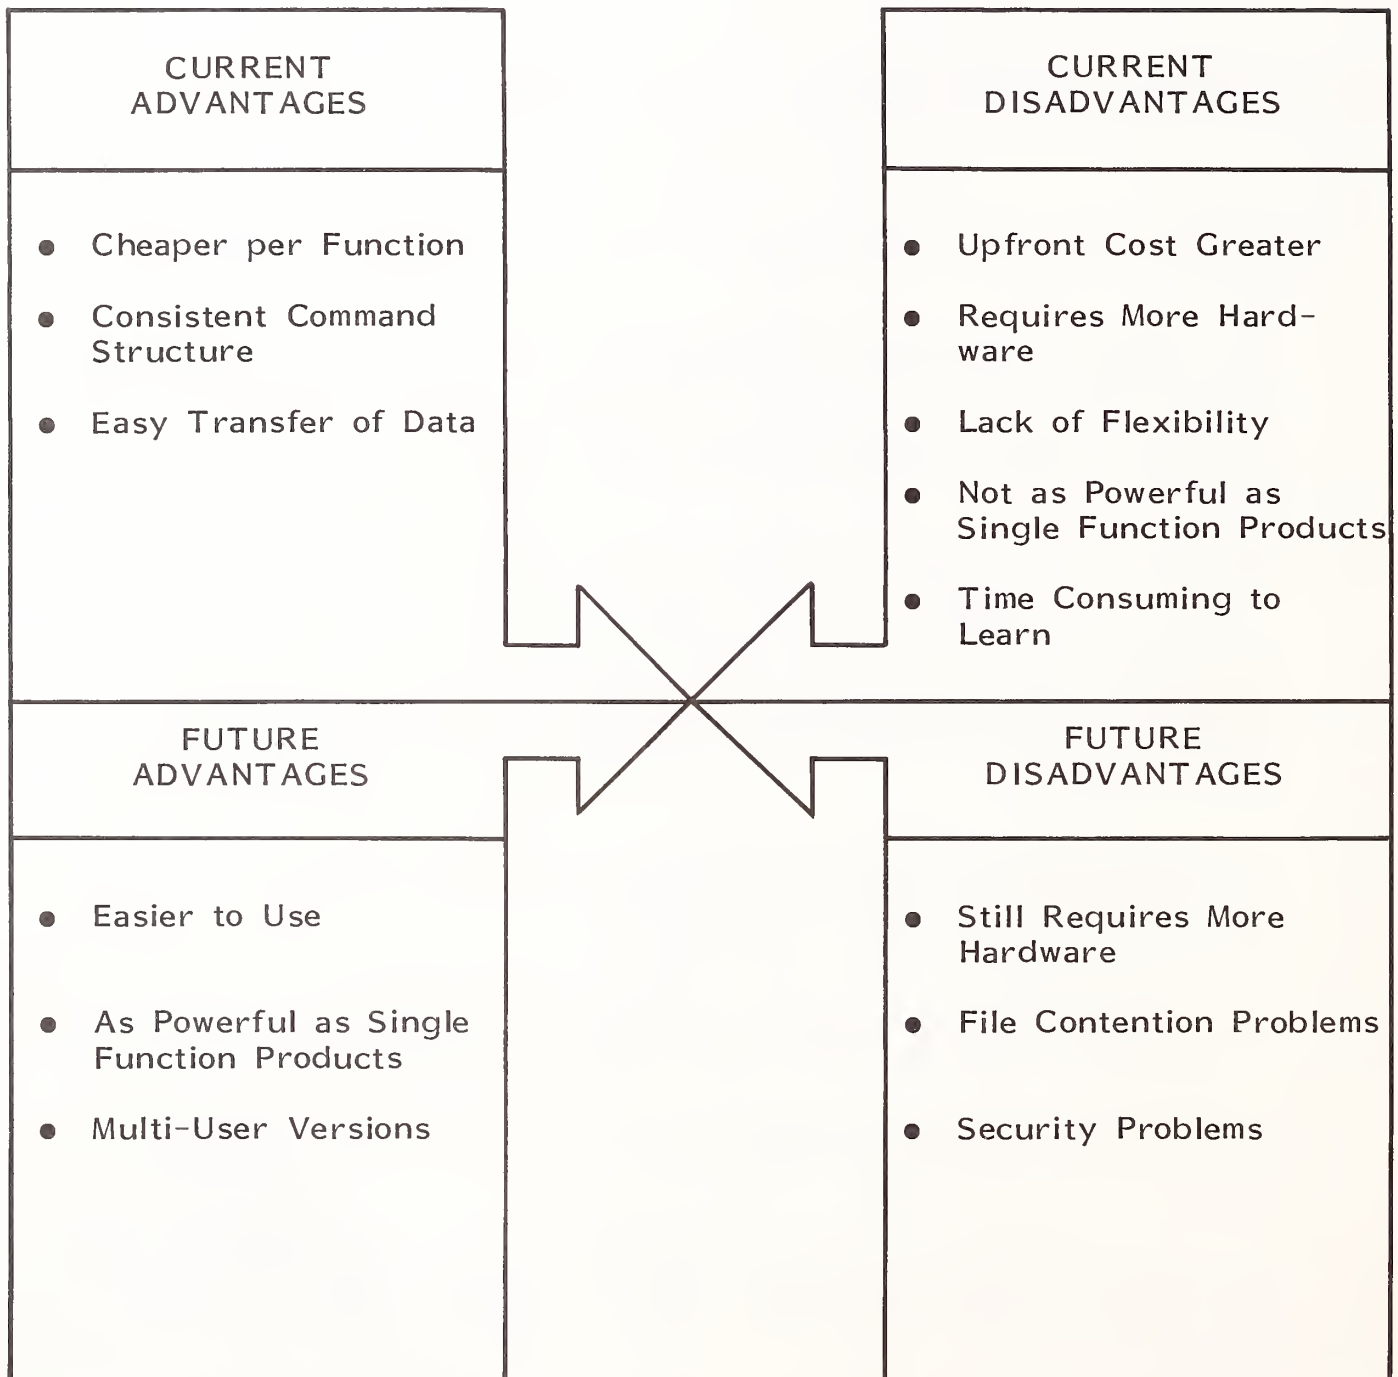 CURRENT
ADVANTAGES
● Cheaper per Function
● Consistent Command
Structure
● Easy Transfer of Data
CURRENT
DISADVANTAGES
● Upfront Cost Greater
● Requires More Hard-
ware
● Lack of Flexibility
● Not as Powerful as
Single Function Products
● Time Consuming to
Learn
FUTURE
ADVANTAGES
● Easier to Use
● As Powerful as Single
Function Products
● Multi-User Versions
FUTURE
DISADVANTAGES
● Still Requires More
Hardware
● File Contention Problems
● Security Problems